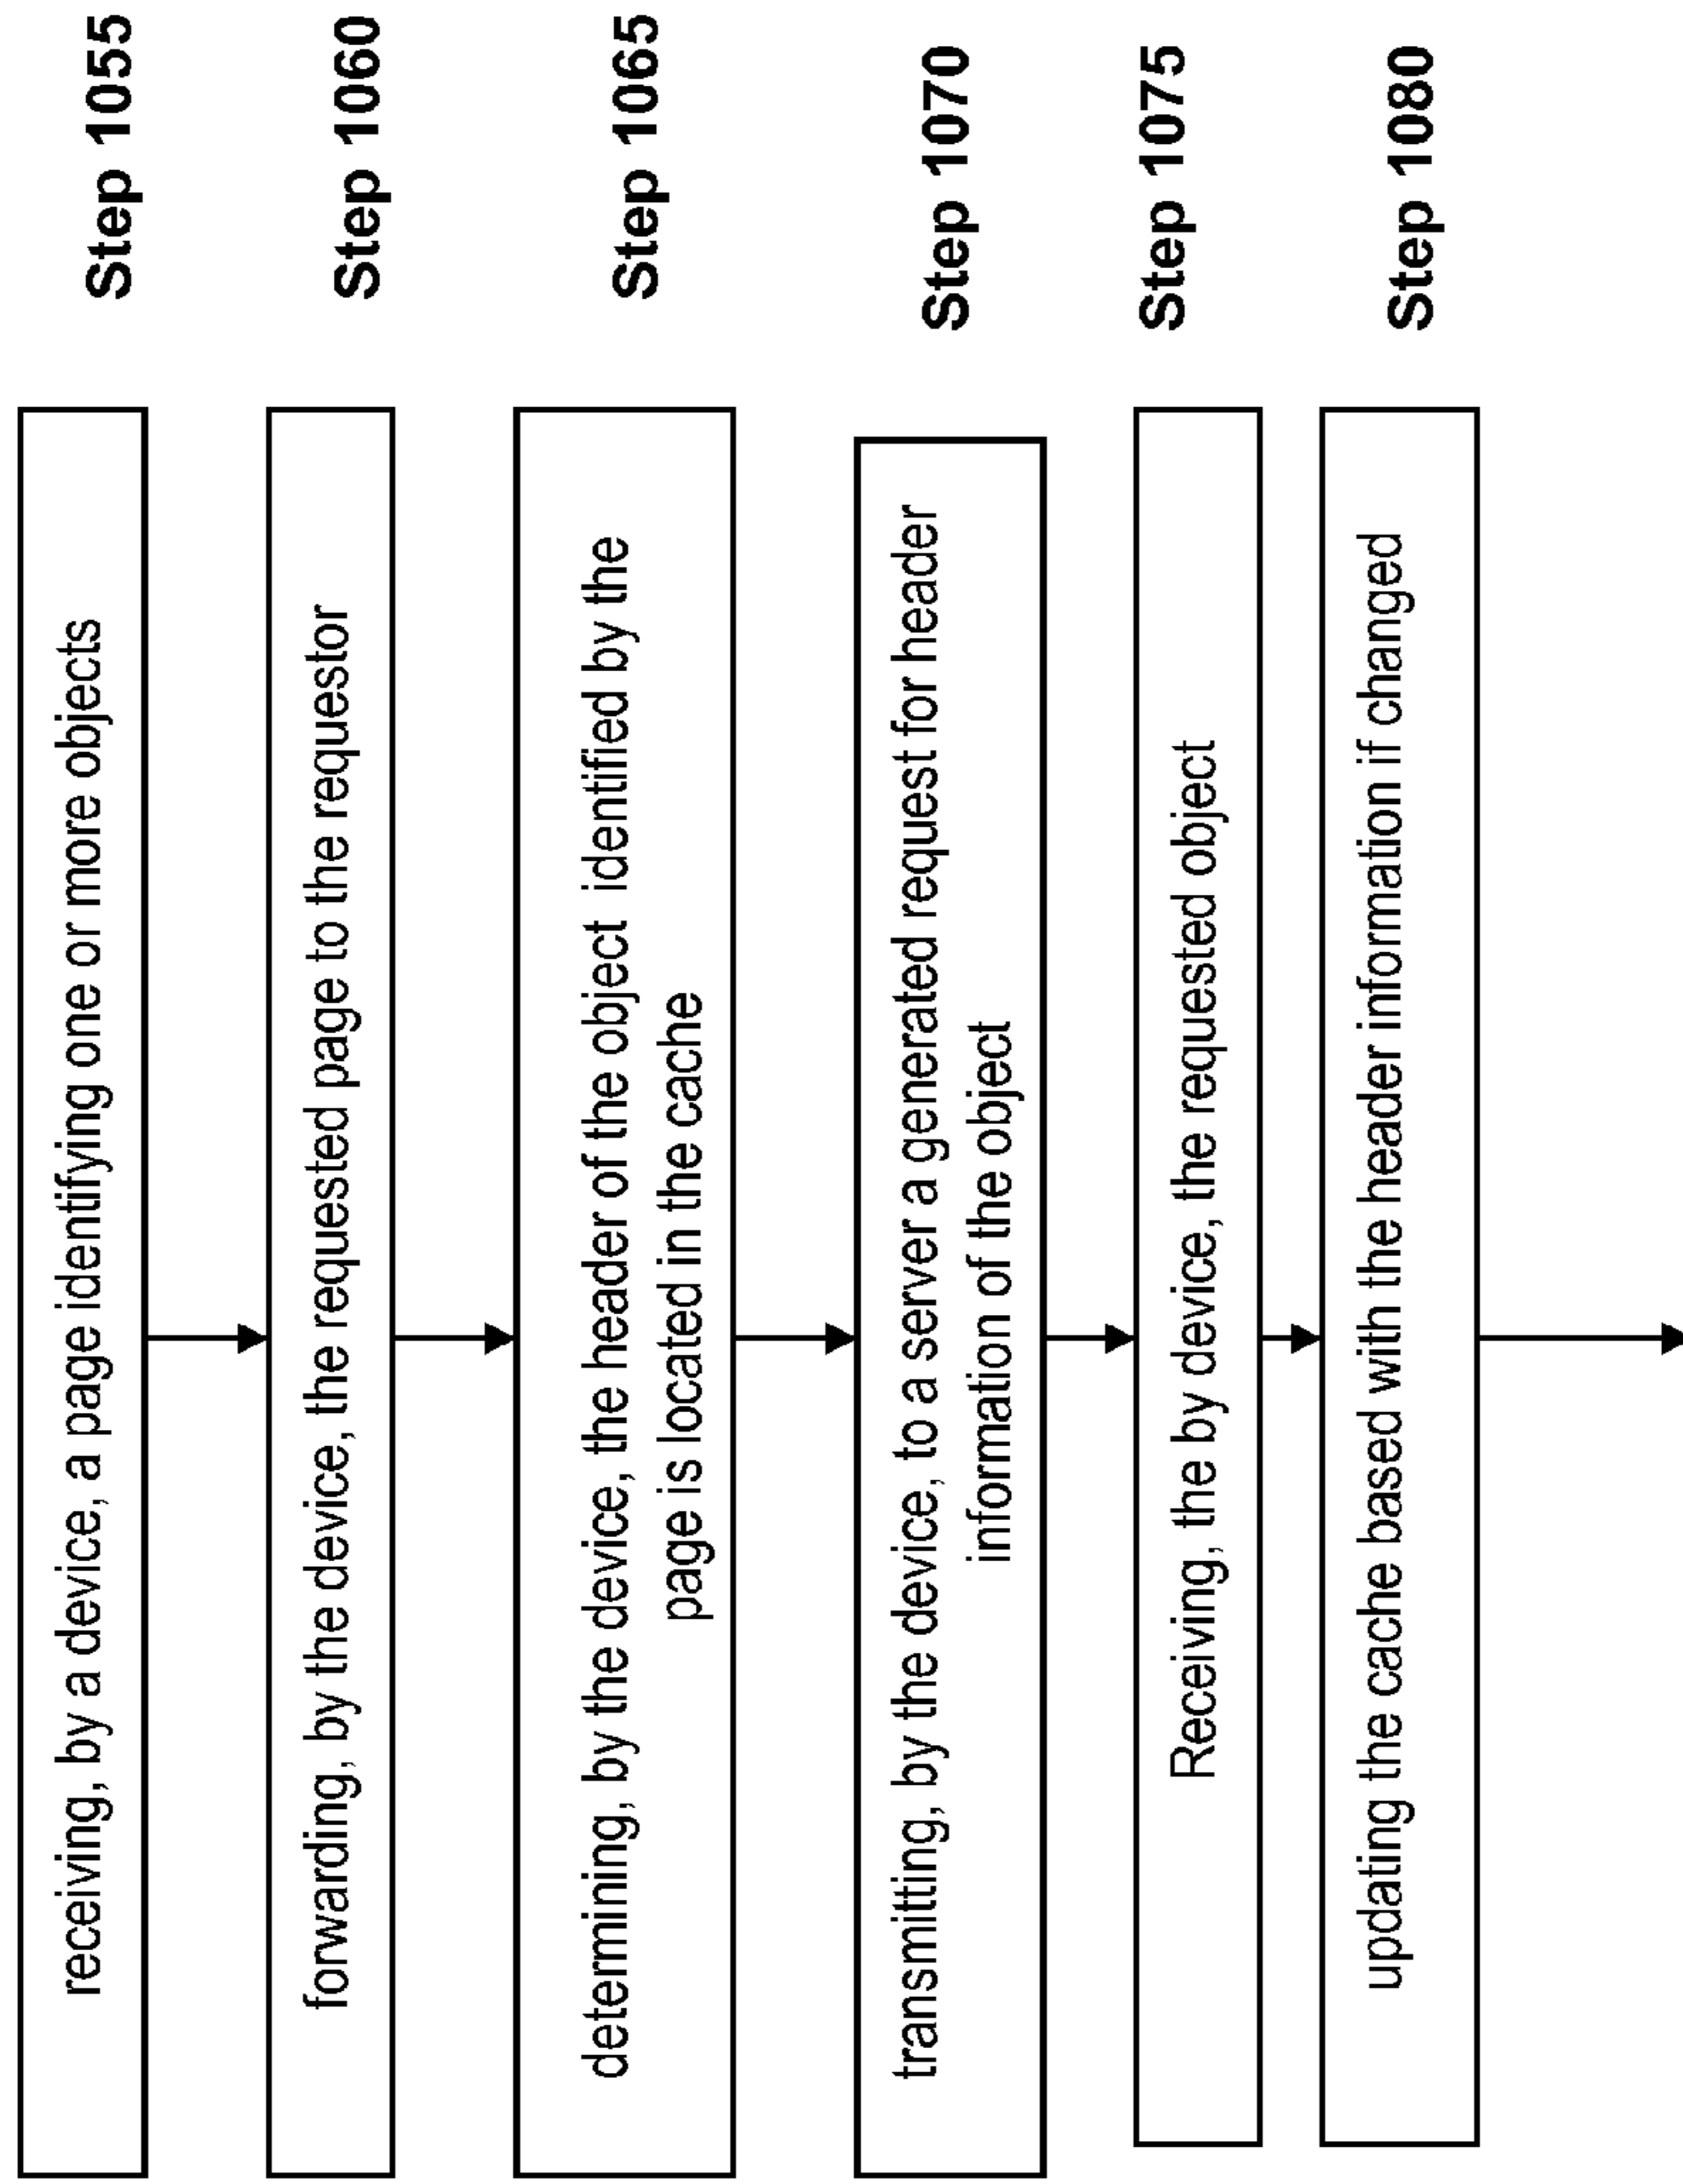 Step 1055
receiving, by a device, a page identifying one or more objects
Step 1060
forwarding, by the device, the requested page to the requestor
Step 1065
determining, by the device, the header of the object identified by the
page is located in the cache
Step 1070
transmitting, by the device, to a server a generated request for header
information of the object
Step 1075
Receiving, the by device, the requested object
Step 1080
updating the cache based with the header information if changed